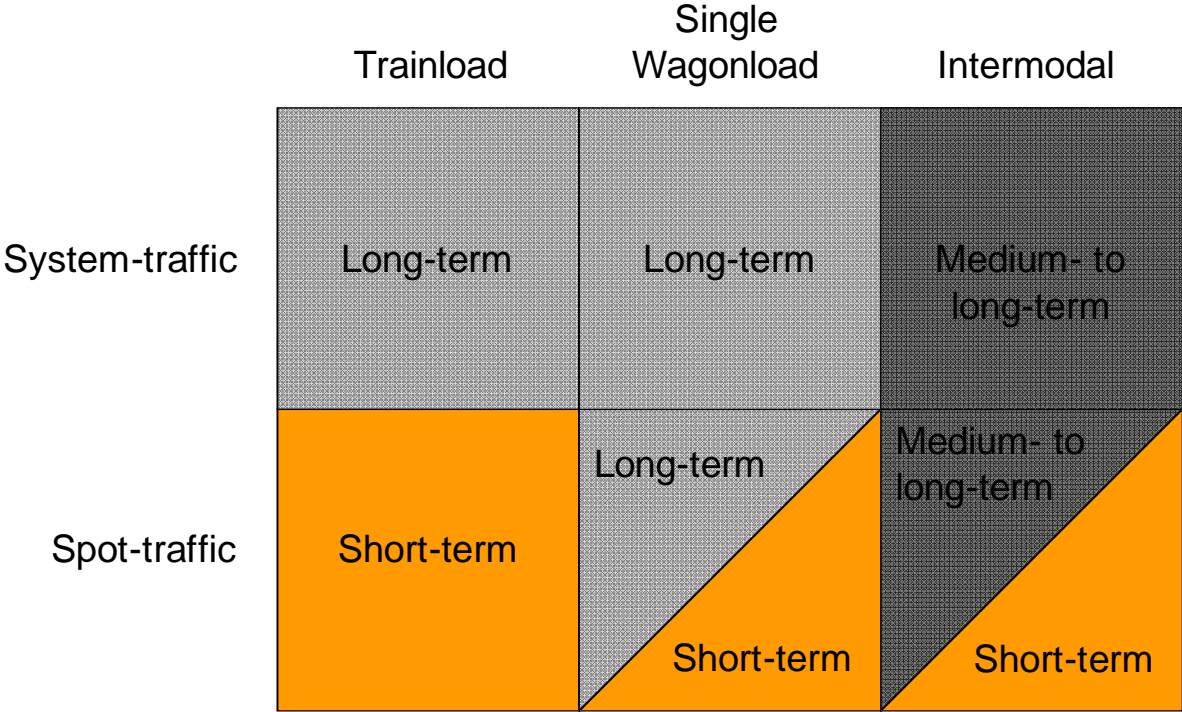 Trainload
Single
Wagonload
Intermodal
System-traffic
Long-term
Long-term
Medium- to
long-term
Spot-traffic
Short-term
Long-term
Short-term
Medium- to
long-term
Short-term